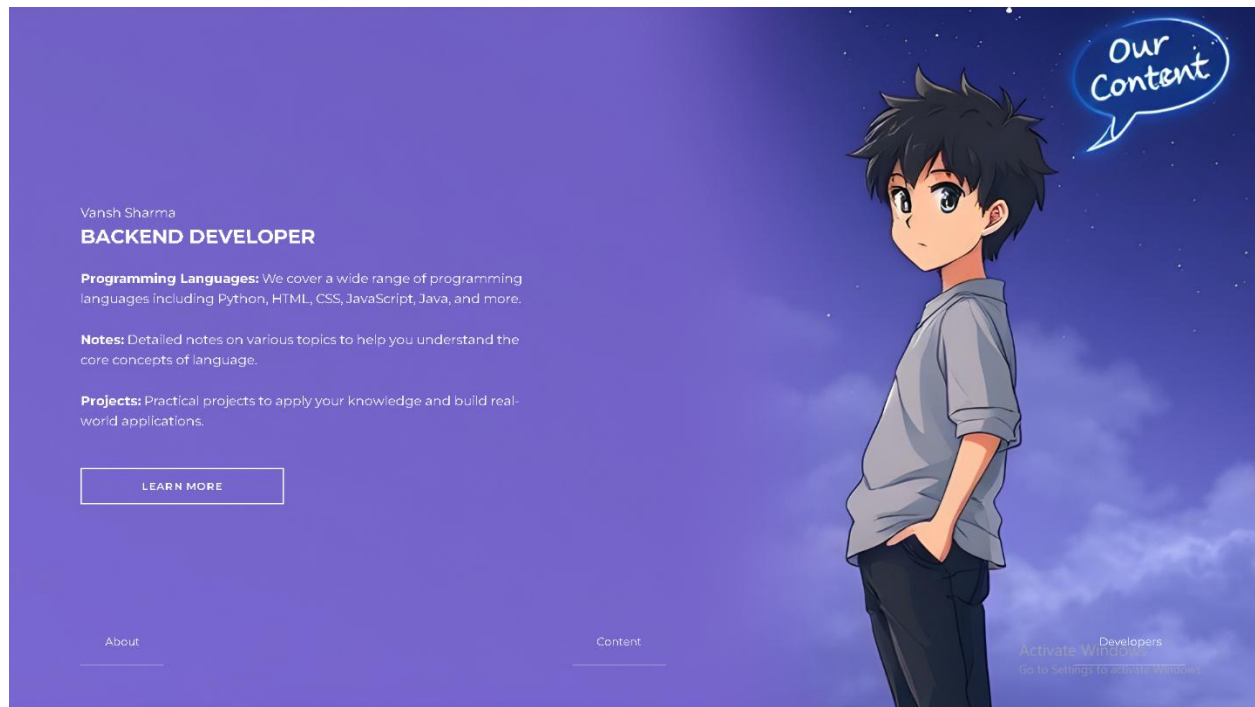 Our
Content
Vansh Sharma
BACKEND DEVELOPER
Programming Languages: We cover a wide range of programming
languages including Python, HTML, CSS, JavaScript, Java, and more.
Notes: Detailed notes on various topics to help you understand the
core concepts of language.
Projects: Practical projects to apply your knowledge and build real-
world applications.
LEARN MORE
About
Content
Developers
Activate Windows
Go to Settings to activate Windows.